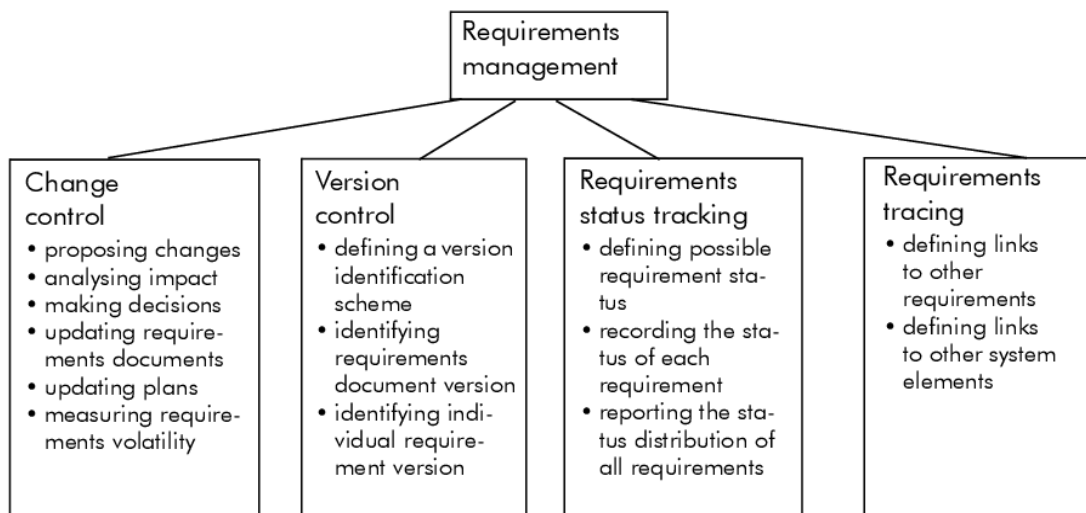 Requirements
management
Change
control
• proposing changes
• analysing impact
• making decisions
• updating require-
ments documents
• updating plans
• measuring require-
ments volatility
Version
control
• defining a version
identification
scheme
• identifying
requirements
document version
• identifying indi-
vidual require-
ment version
Requirements
status tracking
• defining possible
requirement sta-
tus
• recording the sta-
tus of each
requirement
• reporting the sta-
tus distribution of
all requirements
Requirements
tracing
• defining links
to other
requirements
• defining links
to other system
elements